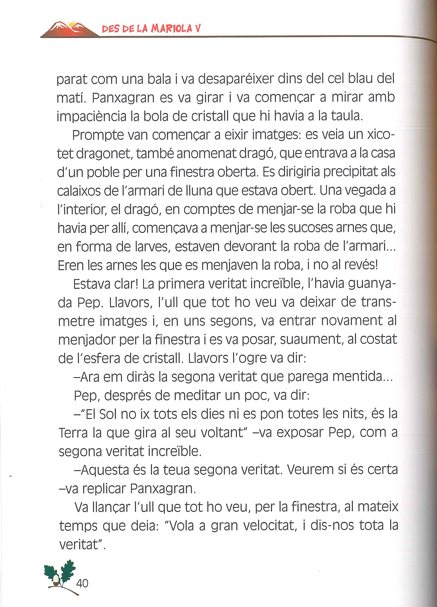 DES DE LA MARIOLA V
parat com una bala i va desaparéixer dins del cel blau del
matí. Panxagran es va girar i va començar a mirar amb
impaciència la bola de cristall que hi havia a la taula.
Prompte van començar a eixir imatges: es veia un xico-
tet dragonet, també anomenat dragó, que entrava a la casa
d'un poble per una finestra oberta. Es dirigiria precipitat als
calaixos de l'armari de lluna que estava obert. Una vegada a
l'interior, el dragó, en comptes de menjar-se la roba que hi
havia per allí, començava a menjar-se les sucoses arnes que,
en forma de larves, estaven devorant la roba de l'armari...
Eren les arnes les que es menjaven la roba, i no al revés!
Estava clar! La primera veritat increïble, l'havia guanya-
da Pep. Llavors, l'ull que tot ho veu va deixar de trans-
metre imatges i, en uns segons, va entrar novament al
menjador per la finestra i es va posar, suaument, al costat
de l'esfera de cristall. Llavors l'ogre va dir:
–Ara em diràs la segona veritat que parega mentida...
Pep, després de meditar un poc, va dir:
–"El Sol no ix tots els dies ni es pon totes les nits, és la
Terra la que gira al seu voltant" –va exposar Pep, com a
segona veritat increïble.
–Aquesta és la teua segona veritat. Veurem si és certa
–va replicar Panxagran.
Va llançar l'ull que tot ho veu, per la finestra, al mateix
temps que deia: "Vola a gran velocitat, i dis-nos tota la
veritat".
40